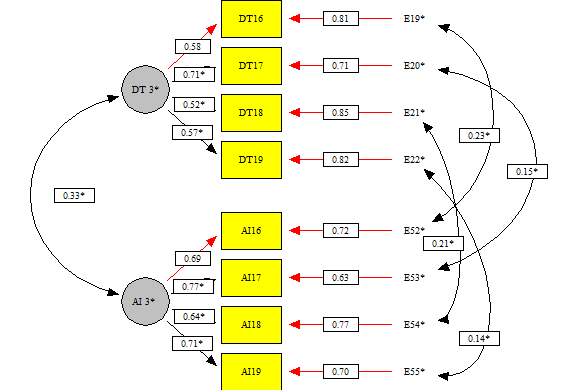 DT16 0.81 E19*
0.58
DT17 0.71 E20*
0.71*
DT 3*
0.52* DT18 0.85 E21*
0.57* 0.23*
DT19 0.82 E22*
0.15*
0.33*
AI16 0.72 E52*
0.21*
0.69
AI17 0.63 E53*
0.77*
AI 3*
0.64* AI18 0.77 E54*
0.71* 0.14*
AI19 0.70 E55*